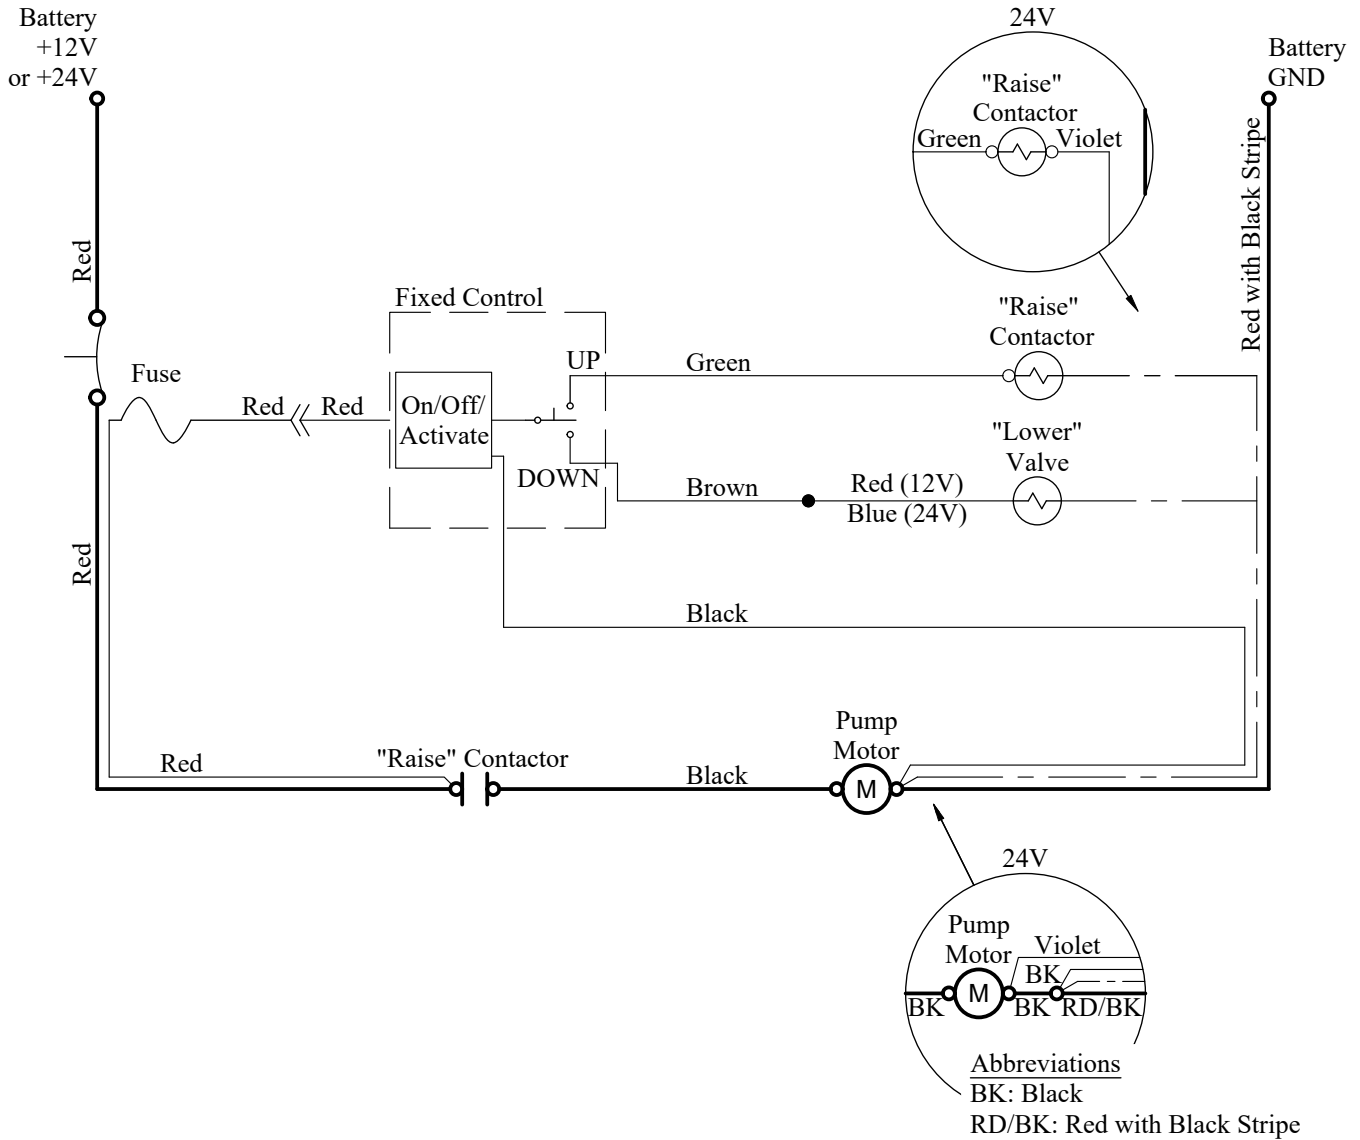 Battery
+12V
or +24V
24V
Battery
GND
"Raise"
Contactor
Green
Violet
Red with Black Stripe
Red
Fixed Control
"Raise"
Contactor
UP
Green
Fuse
Red
Red
On/Off/
Activate
"Lower"
Valve
DOWN
Brown
Red (12V)
Blue (24V)
Red
Black
Pump
Motor
Red
"Raise" Contactor
Black
M
24V
Pump
Motor
Violet
BK
M
BK
BK
RD/BK
Abbreviations
BK: Black
RD/BK: Red with Black Stripe